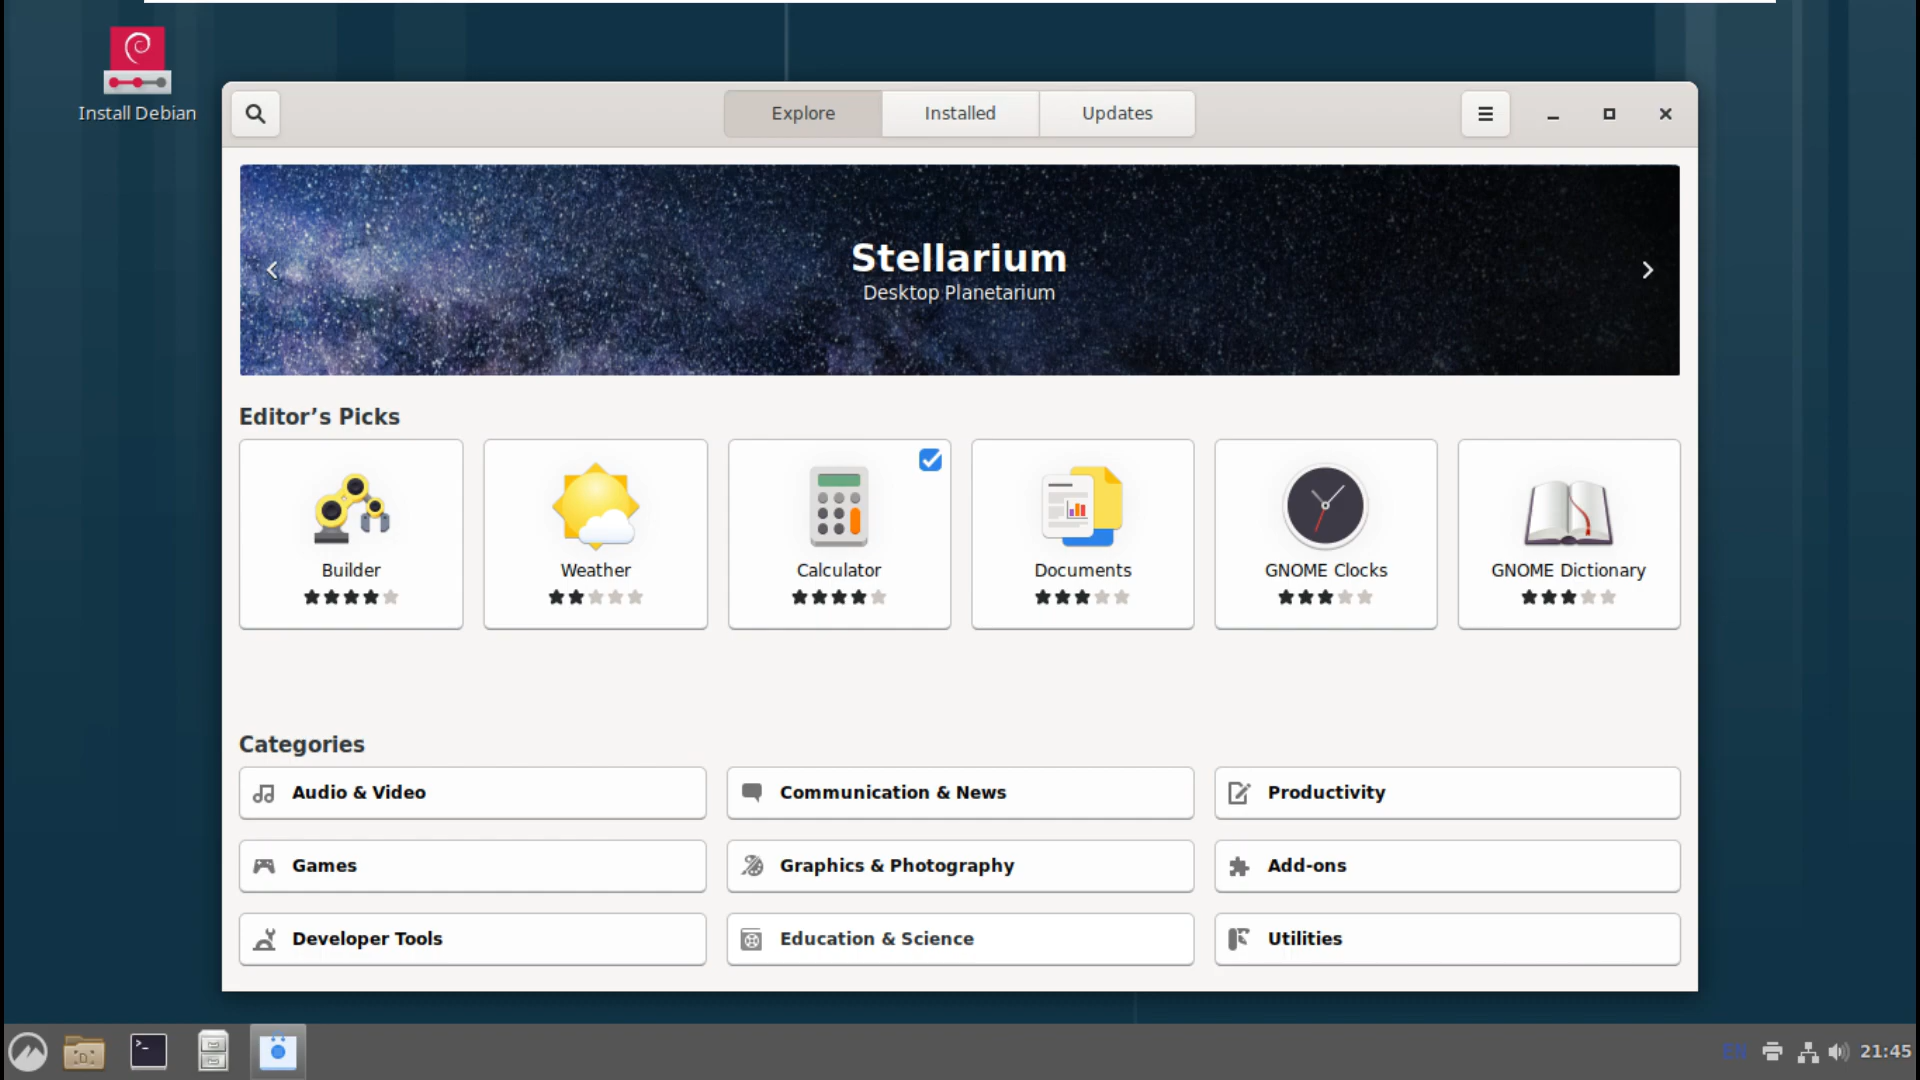 Install Debian
Explore
Installed
Updates
Stellarium
Desktop Planetarium
Editor’s Picks
Builder
Weather
Calculator
Documents
GNOME Clocks
GNOME Dictionary
Categories
Audio & Video
Communication & News
Productivity
Games
Graphics & Photography
Add-ons
Developer Tools
Education & Science
Utilities
EN
21:45